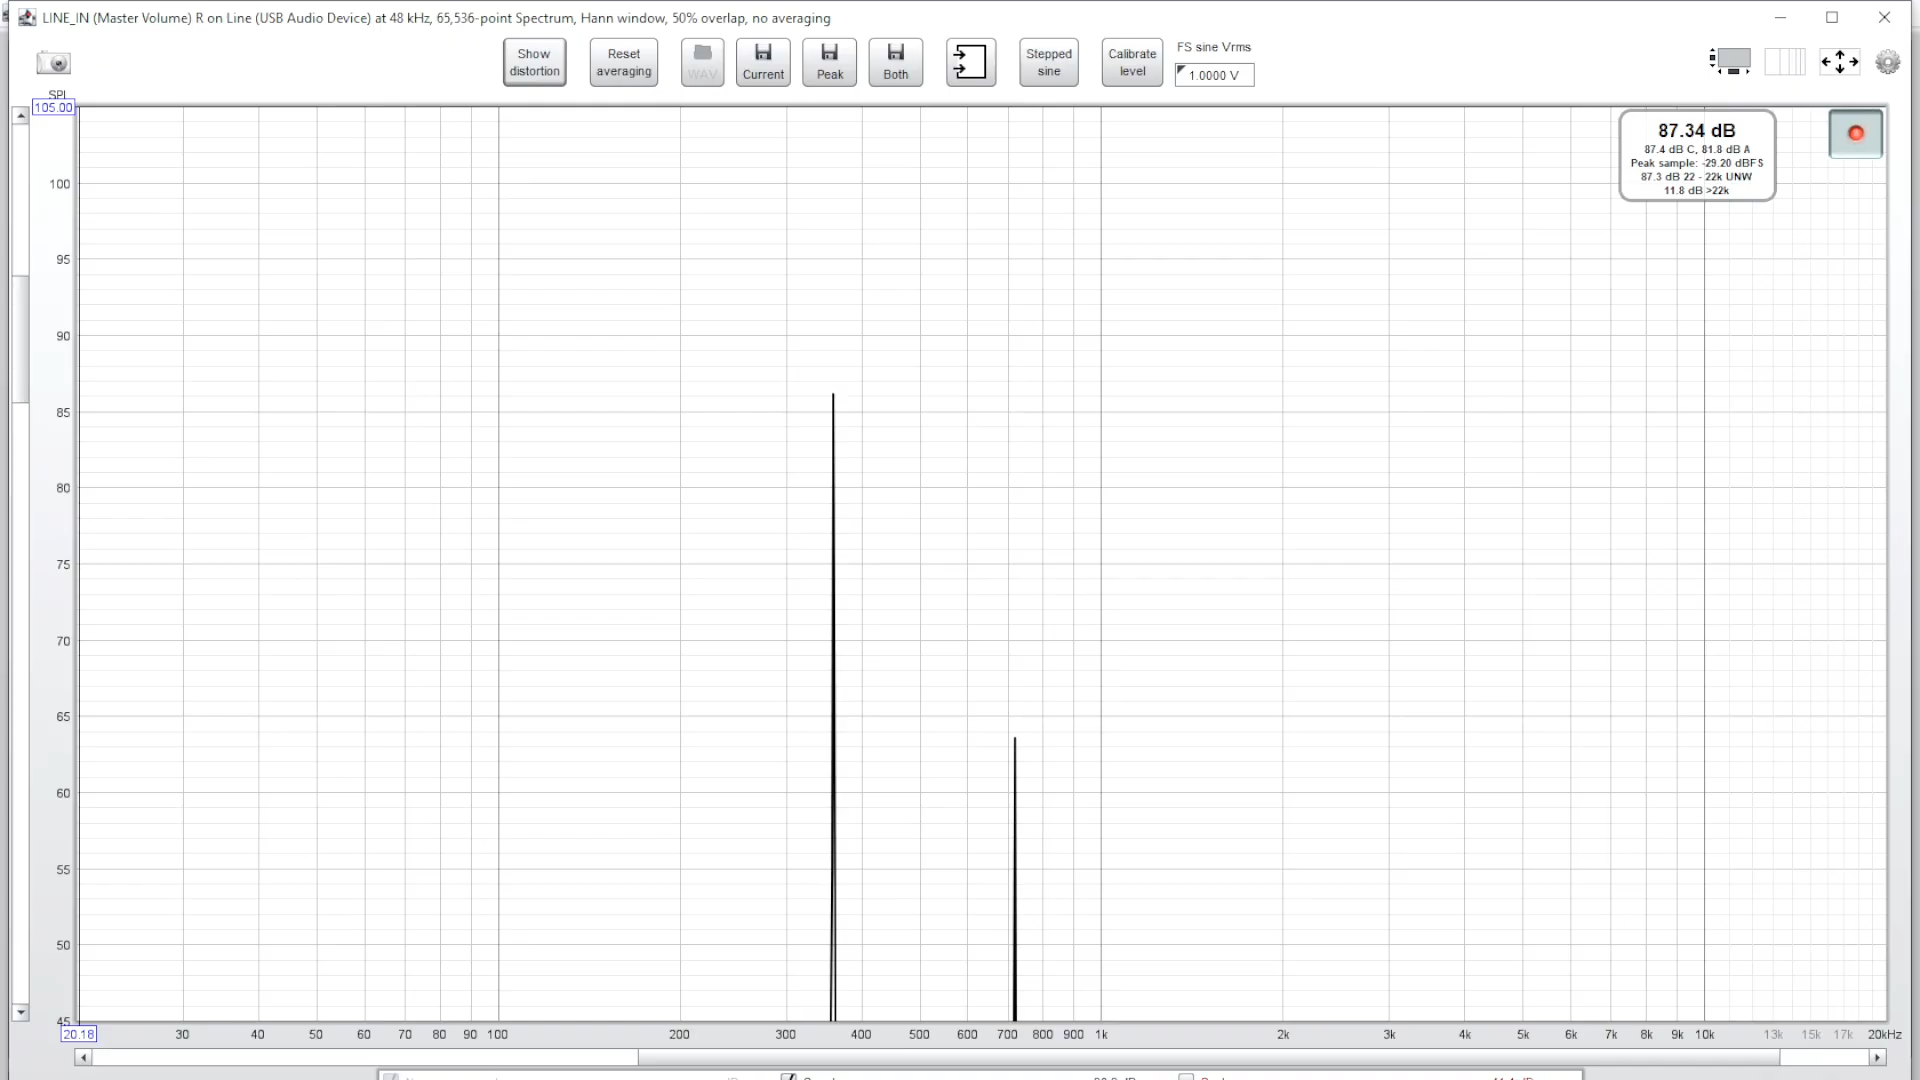 LINE_IN (Master Volume) R on Line (USB Audio Device) at 48 kHz, 65,536-point Spectrum, Hann window, 50% overlap, no averaging
Show distortion
Reset averaging
WAV
Current
Peak
Both
Stepped sine
Calibrate level
FS sine Vrms
1.0000 V
SPL
105.00
87.34 dB
87.4 dB C, 81.8 dB A
Peak sample: -29.20 dBFS
87.3 dB 22 - 22k UNW
11.8 dB >22k
100
95
90
85
80
75
70
65
60
55
50
45
20.18 30 40 50 60 70 80 90 100 200 300 400 500 600 700 800 900 1k 2k 3k 4k 5k 6k 7k 8k 9k 10k 13k 15k 17k 20kHz